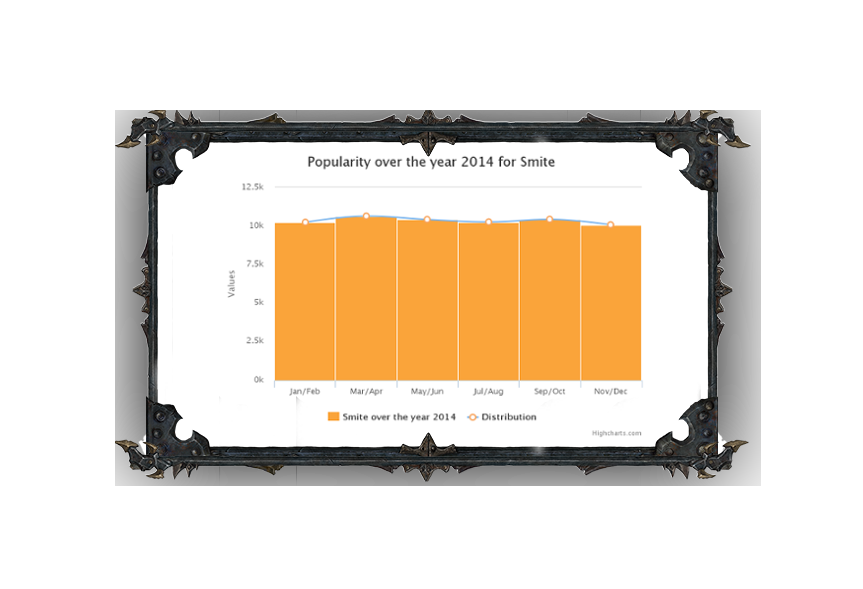 Popularity over the year 2014 for Smite
12.5k
10k
7.5k
5k
2.5k
0k
Values
Jan/Feb Mar/Apr May/Jun Jul/Aug Sep/Oct Nov/Dec
Smite over the year 2014 Distribution
Highcharts.com